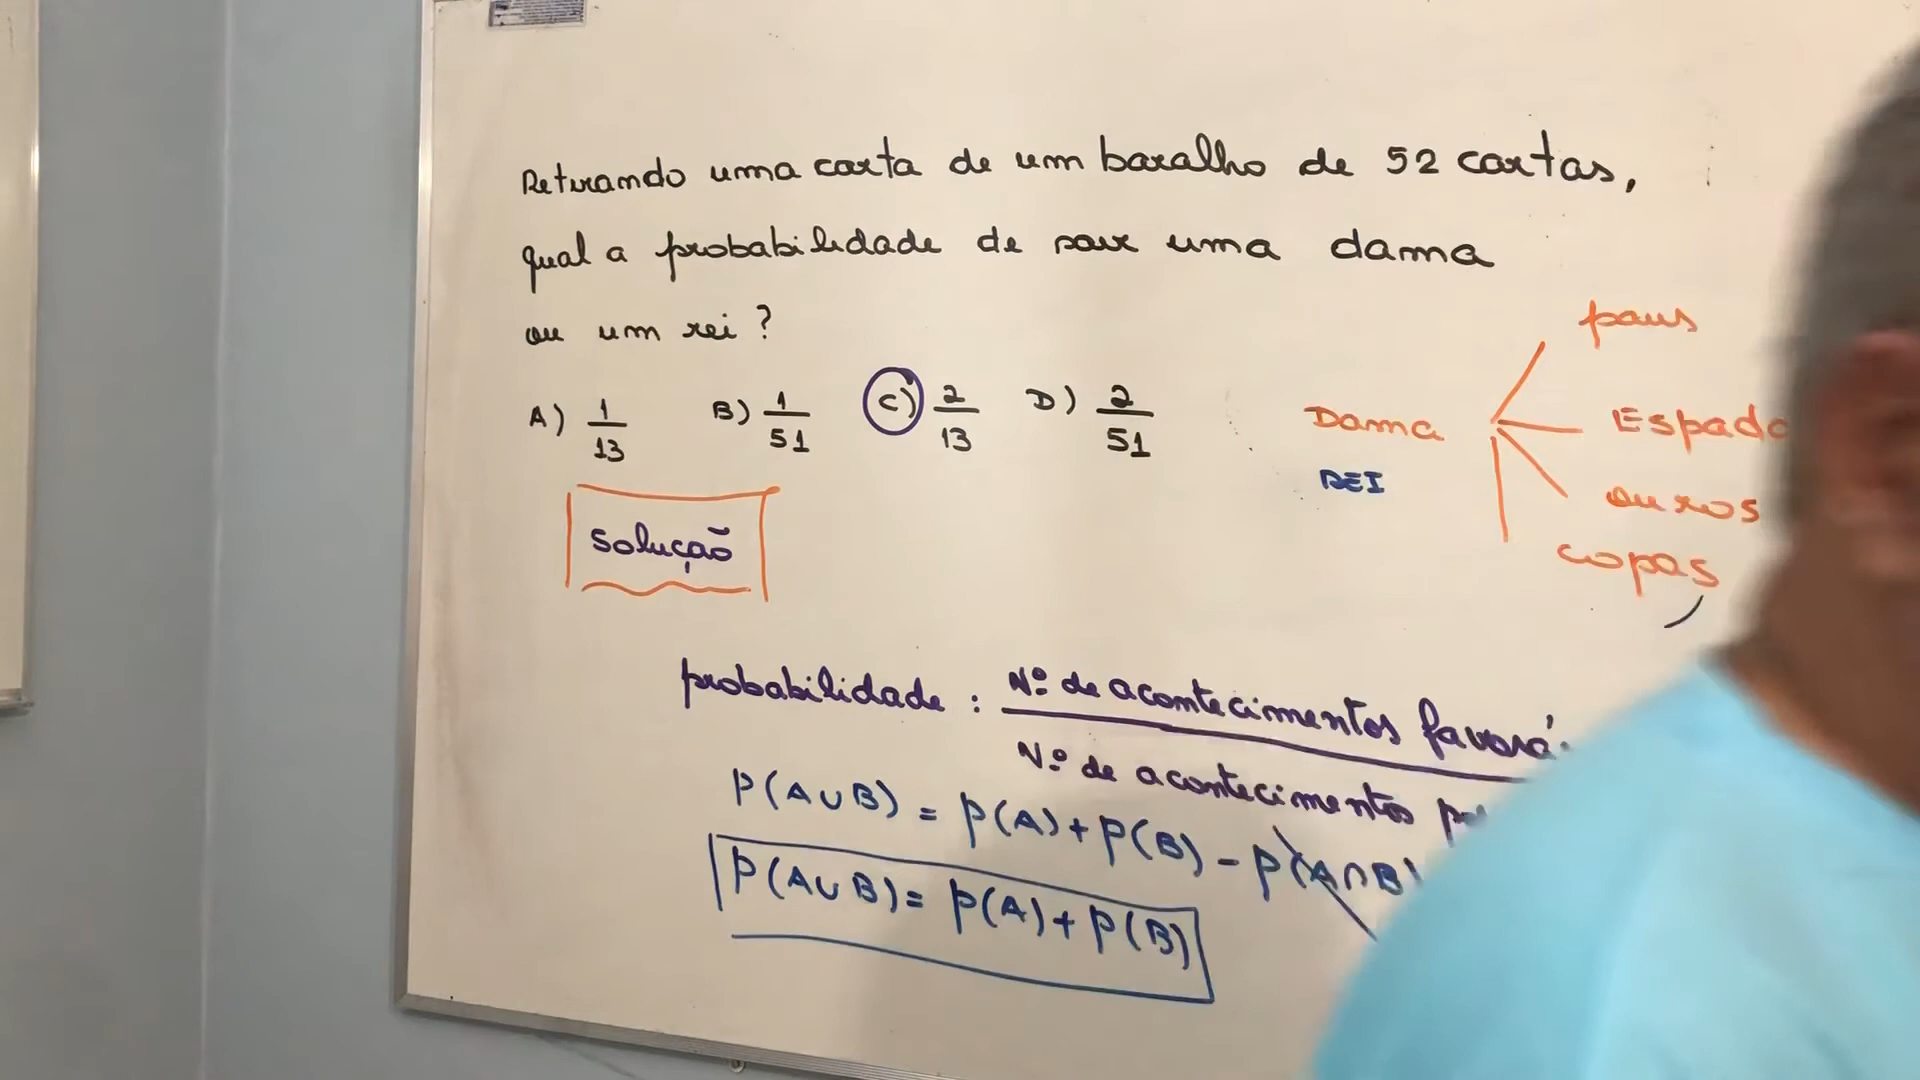 Retirando uma carta de um baralho de 52 cartas,
qual a probabilidade de sair uma dama
ou um rei?
A) 1/13 B) 1/51 C) 2/13 D) 2/51
paus
Dama Espada
REI
ouros
copas
Solução
probabilidade : Nº de acontecimentos favorá
Nº de acontecimentos
P(A∪B) = P(A)+P(B)-P(A∩B)
P(A∪B)= P(A)+P(B)